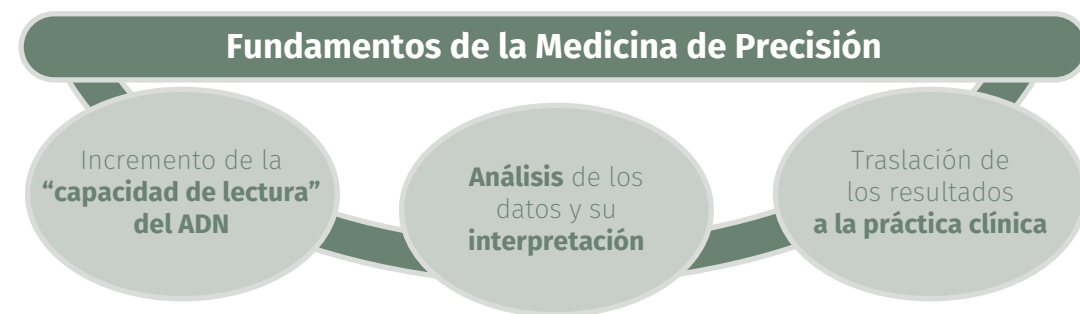 Fundamentos de la Medicina de Precisión
Incremento de la
“capacidad de lectura”
del ADN
Análisis de los
datos y su
interpretación
Traslación de
los resultados
a la práctica clínica